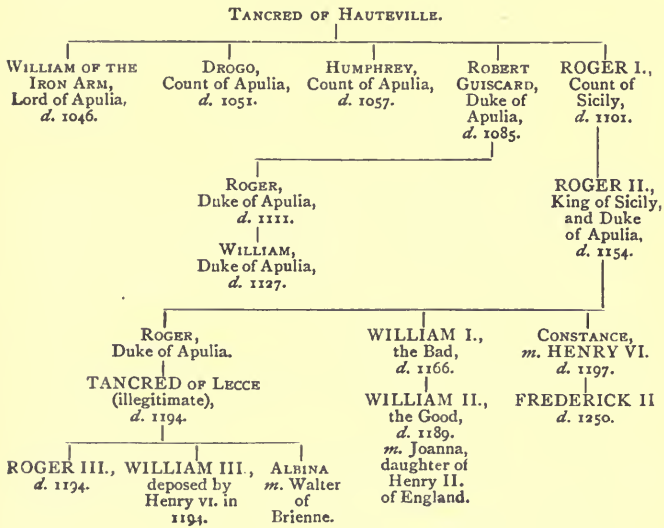 TANCRED OF HAUTEVILLE.
WILLIAM OF THE
IRON ARM,
Lord of Apulia,
d. 1046.
DROGO,
Count of Apulia,
d. 1051.
HUMPHREY,
Count of Apulia,
d. 1057.
ROBERT
GUISCARD,
Duke of
Apulia,
d. 1085.
ROGER I.,
Count of
Sicily,
d. 1101.
ROGER,
Duke of Apulia,
d. 1111.
WILLIAM,
Duke of Apulia,
d. 1127.
ROGER II.,
King of Sicily,
and Duke
of Apulia,
d. 1154.
ROGER,
Duke of Apulia.
TANCRED OF LECCE
(illegitimate),
d. 1194.
WILLIAM I.,
the Bad,
d. 1166.
WILLIAM II.,
the Good,
d. 1189.
m. Joanna,
daughter of
Henry II.
of England.
CONSTANCE,
m. HENRY VI.
d. 1197.
FREDERICK II
d. 1250.
ROGER III.,
d. 1194.
WILLIAM III.,
deposed by
Henry VI. in
1194.
ALBINA
m. Walter
of
Brienne.